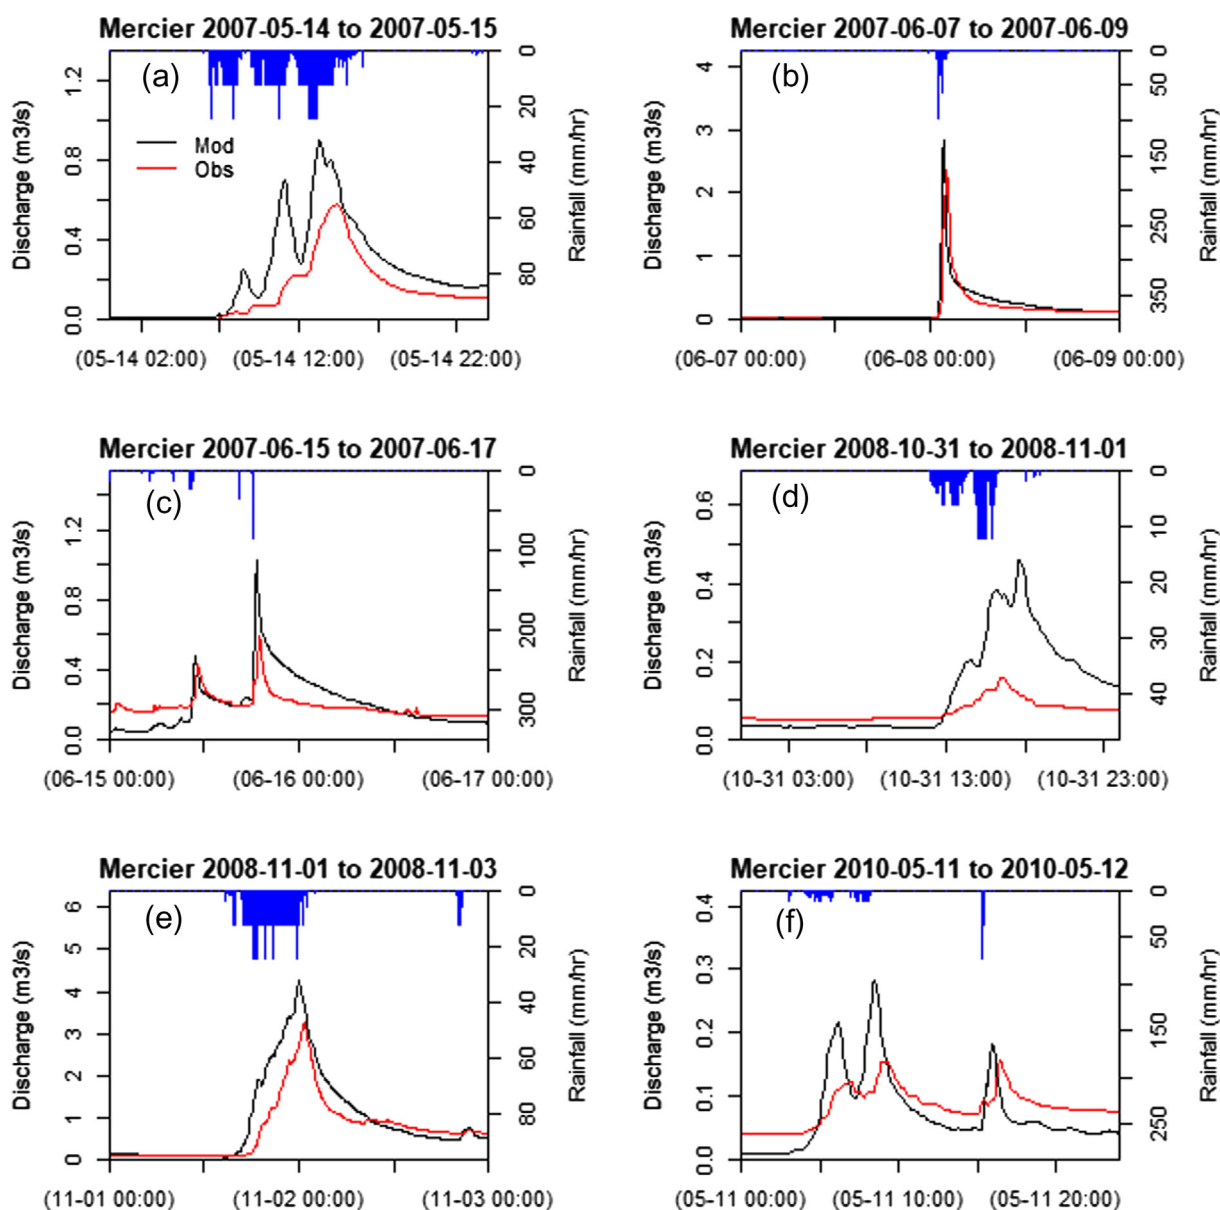 Mercier 2007-05-14 to 2007-05-15
(a)
Mod
Obs
Discharge (m3/s)
0.0 0.4 0.8 1.2
Rainfall (mm/hr)
0 20 40 60 80
(05-14 02:00) (05-14 12:00) (05-14 22:00)
Mercier 2007-06-07 to 2007-06-09
(b)
Discharge (m3/s)
0 1 2 3 4
Rainfall (mm/hr)
0 50 150 250 350
(06-07 00:00) (06-08 00:00) (06-09 00:00)
Mercier 2007-06-15 to 2007-06-17
(c)
Discharge (m3/s)
0.0 0.4 0.8 1.2
Rainfall (mm/hr)
0 100 200 300
(06-15 00:00) (06-16 00:00) (06-17 00:00)
Mercier 2008-10-31 to 2008-11-01
(d)
Discharge (m3/s)
0.0 0.2 0.4 0.6
Rainfall (mm/hr)
0 10 20 30 40
(10-31 03:00) (10-31 13:00) (10-31 23:00)
Mercier 2008-11-01 to 2008-11-03
(e)
Discharge (m3/s)
0 1 2 3 4 5 6
Rainfall (mm/hr)
0 20 40 60 80
(11-01 00:00) (11-02 00:00) (11-03 00:00)
Mercier 2010-05-11 to 2010-05-12
(f)
Discharge (m3/s)
0.0 0.1 0.2 0.3 0.4
Rainfall (mm/hr)
0 50 150 250
(05-11 00:00) (05-11 10:00) (05-11 20:00)